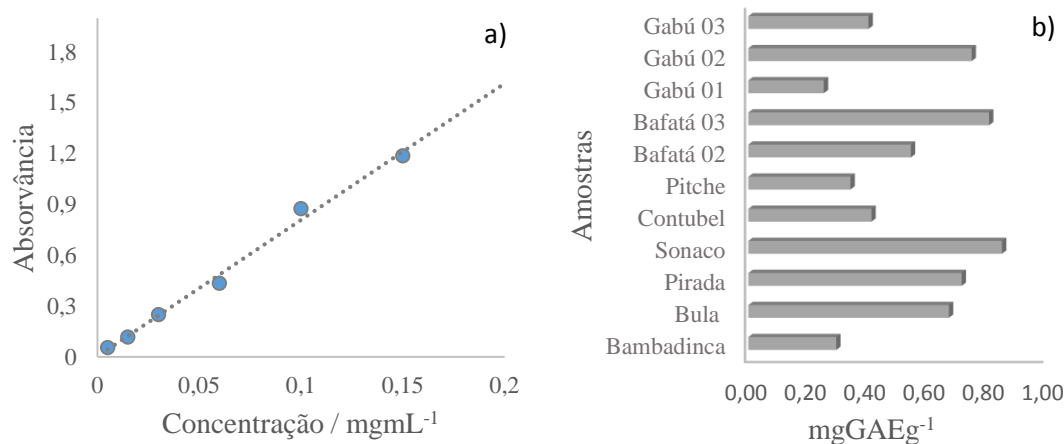 a)
Absorvância
1,8
1,5
1,2
0,9
0,6
0,3
0
0 0,05 0,1 0,15 0,2
Concentração / mgmL-1
b)
Amostras
Gabú 03
Gabú 02
Gabú 01
Bafatá 03
Bafatá 02
Pitche
Contubel
Sonaco
Pirada
Bula
Bambadinca
0,00 0,20 0,40 0,60 0,80 1,00
mgGAEg-1